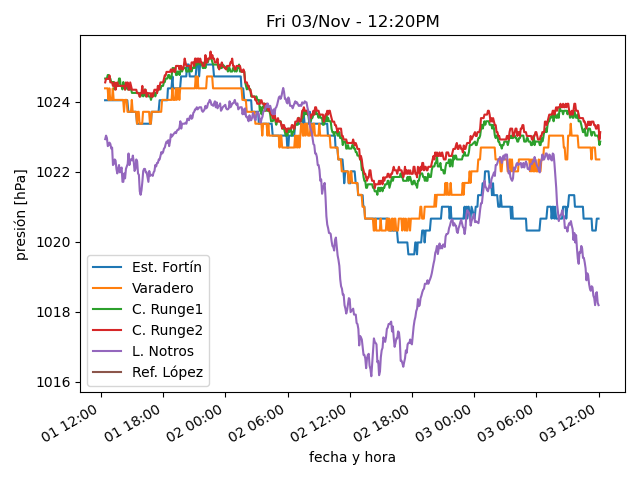 Fri 03/Nov - 12:20PM
presión [hPa]
1024
1022
1020
1018
1016
Est. Fortín
Varadero
C. Runge1
C. Runge2
L. Notros
Ref. López
01 12:00
01 18:00
02 00:00
02 06:00
02 12:00
02 18:00
03 00:00
03 06:00
03 12:00
fecha y hora